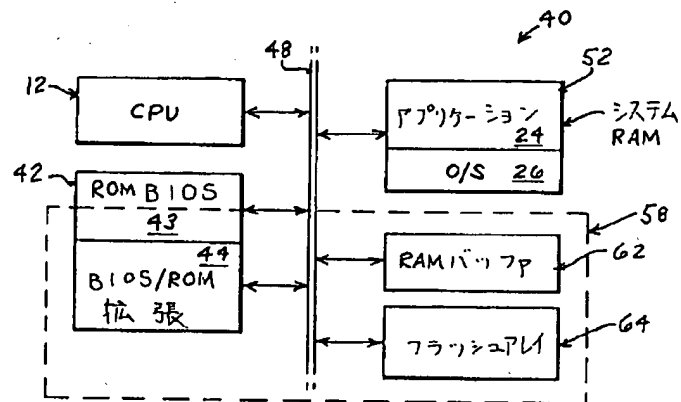 40
48
52
12
CPU
アプリケーション
24
システム
RAM
O/S 26
42
ROM BIOS
43
58
44
BIOS/ROM
拡張
RAMバッファ
62
フラッシュアレイ
64